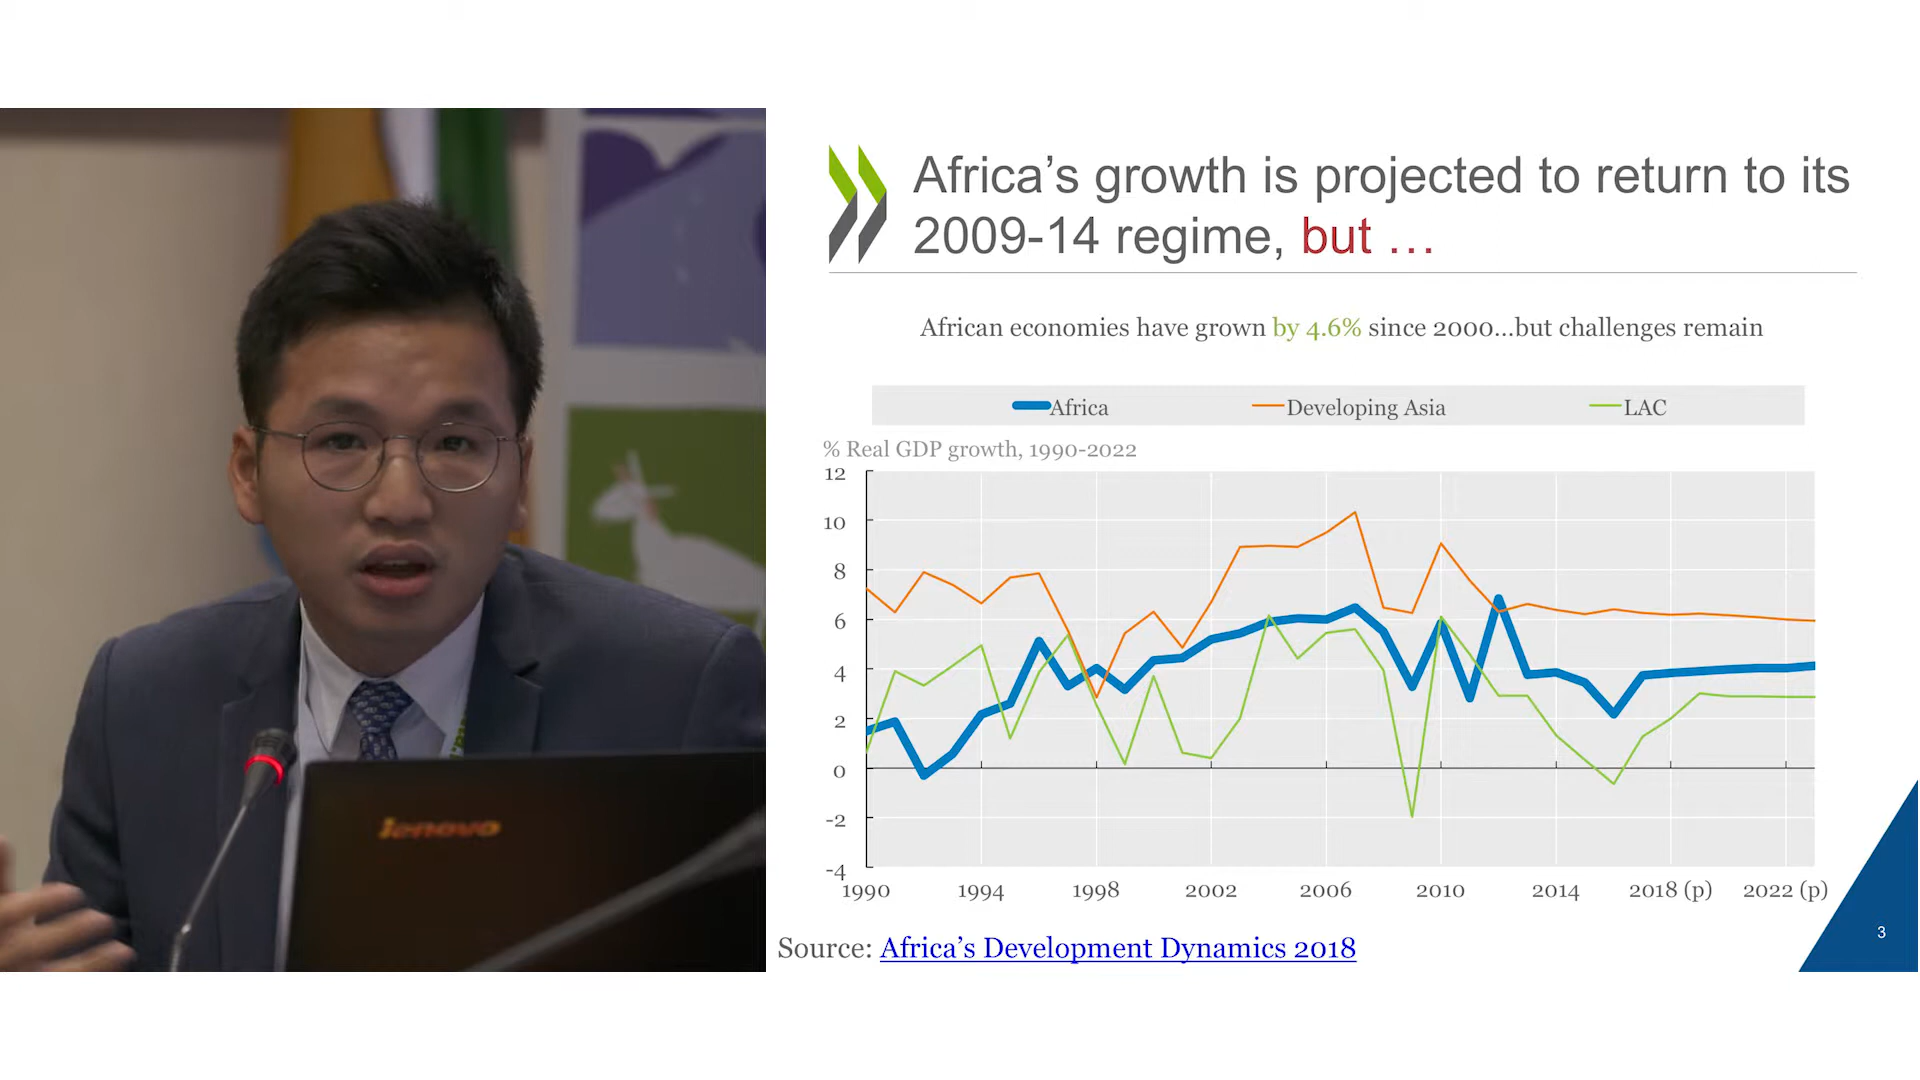 Africa’s growth is projected to return to its
2009-14 regime, but …
African economies have grown by 4.6% since 2000...but challenges remain
Africa
Developing Asia
LAC
% Real GDP growth, 1990-2022
12
10
8
6
4
2
0
-2
-4
1990 1994 1998 2002 2006 2010 2014 2018 (p) 2022 (p)
Source: Africa’s Development Dynamics 2018
3
lenovo